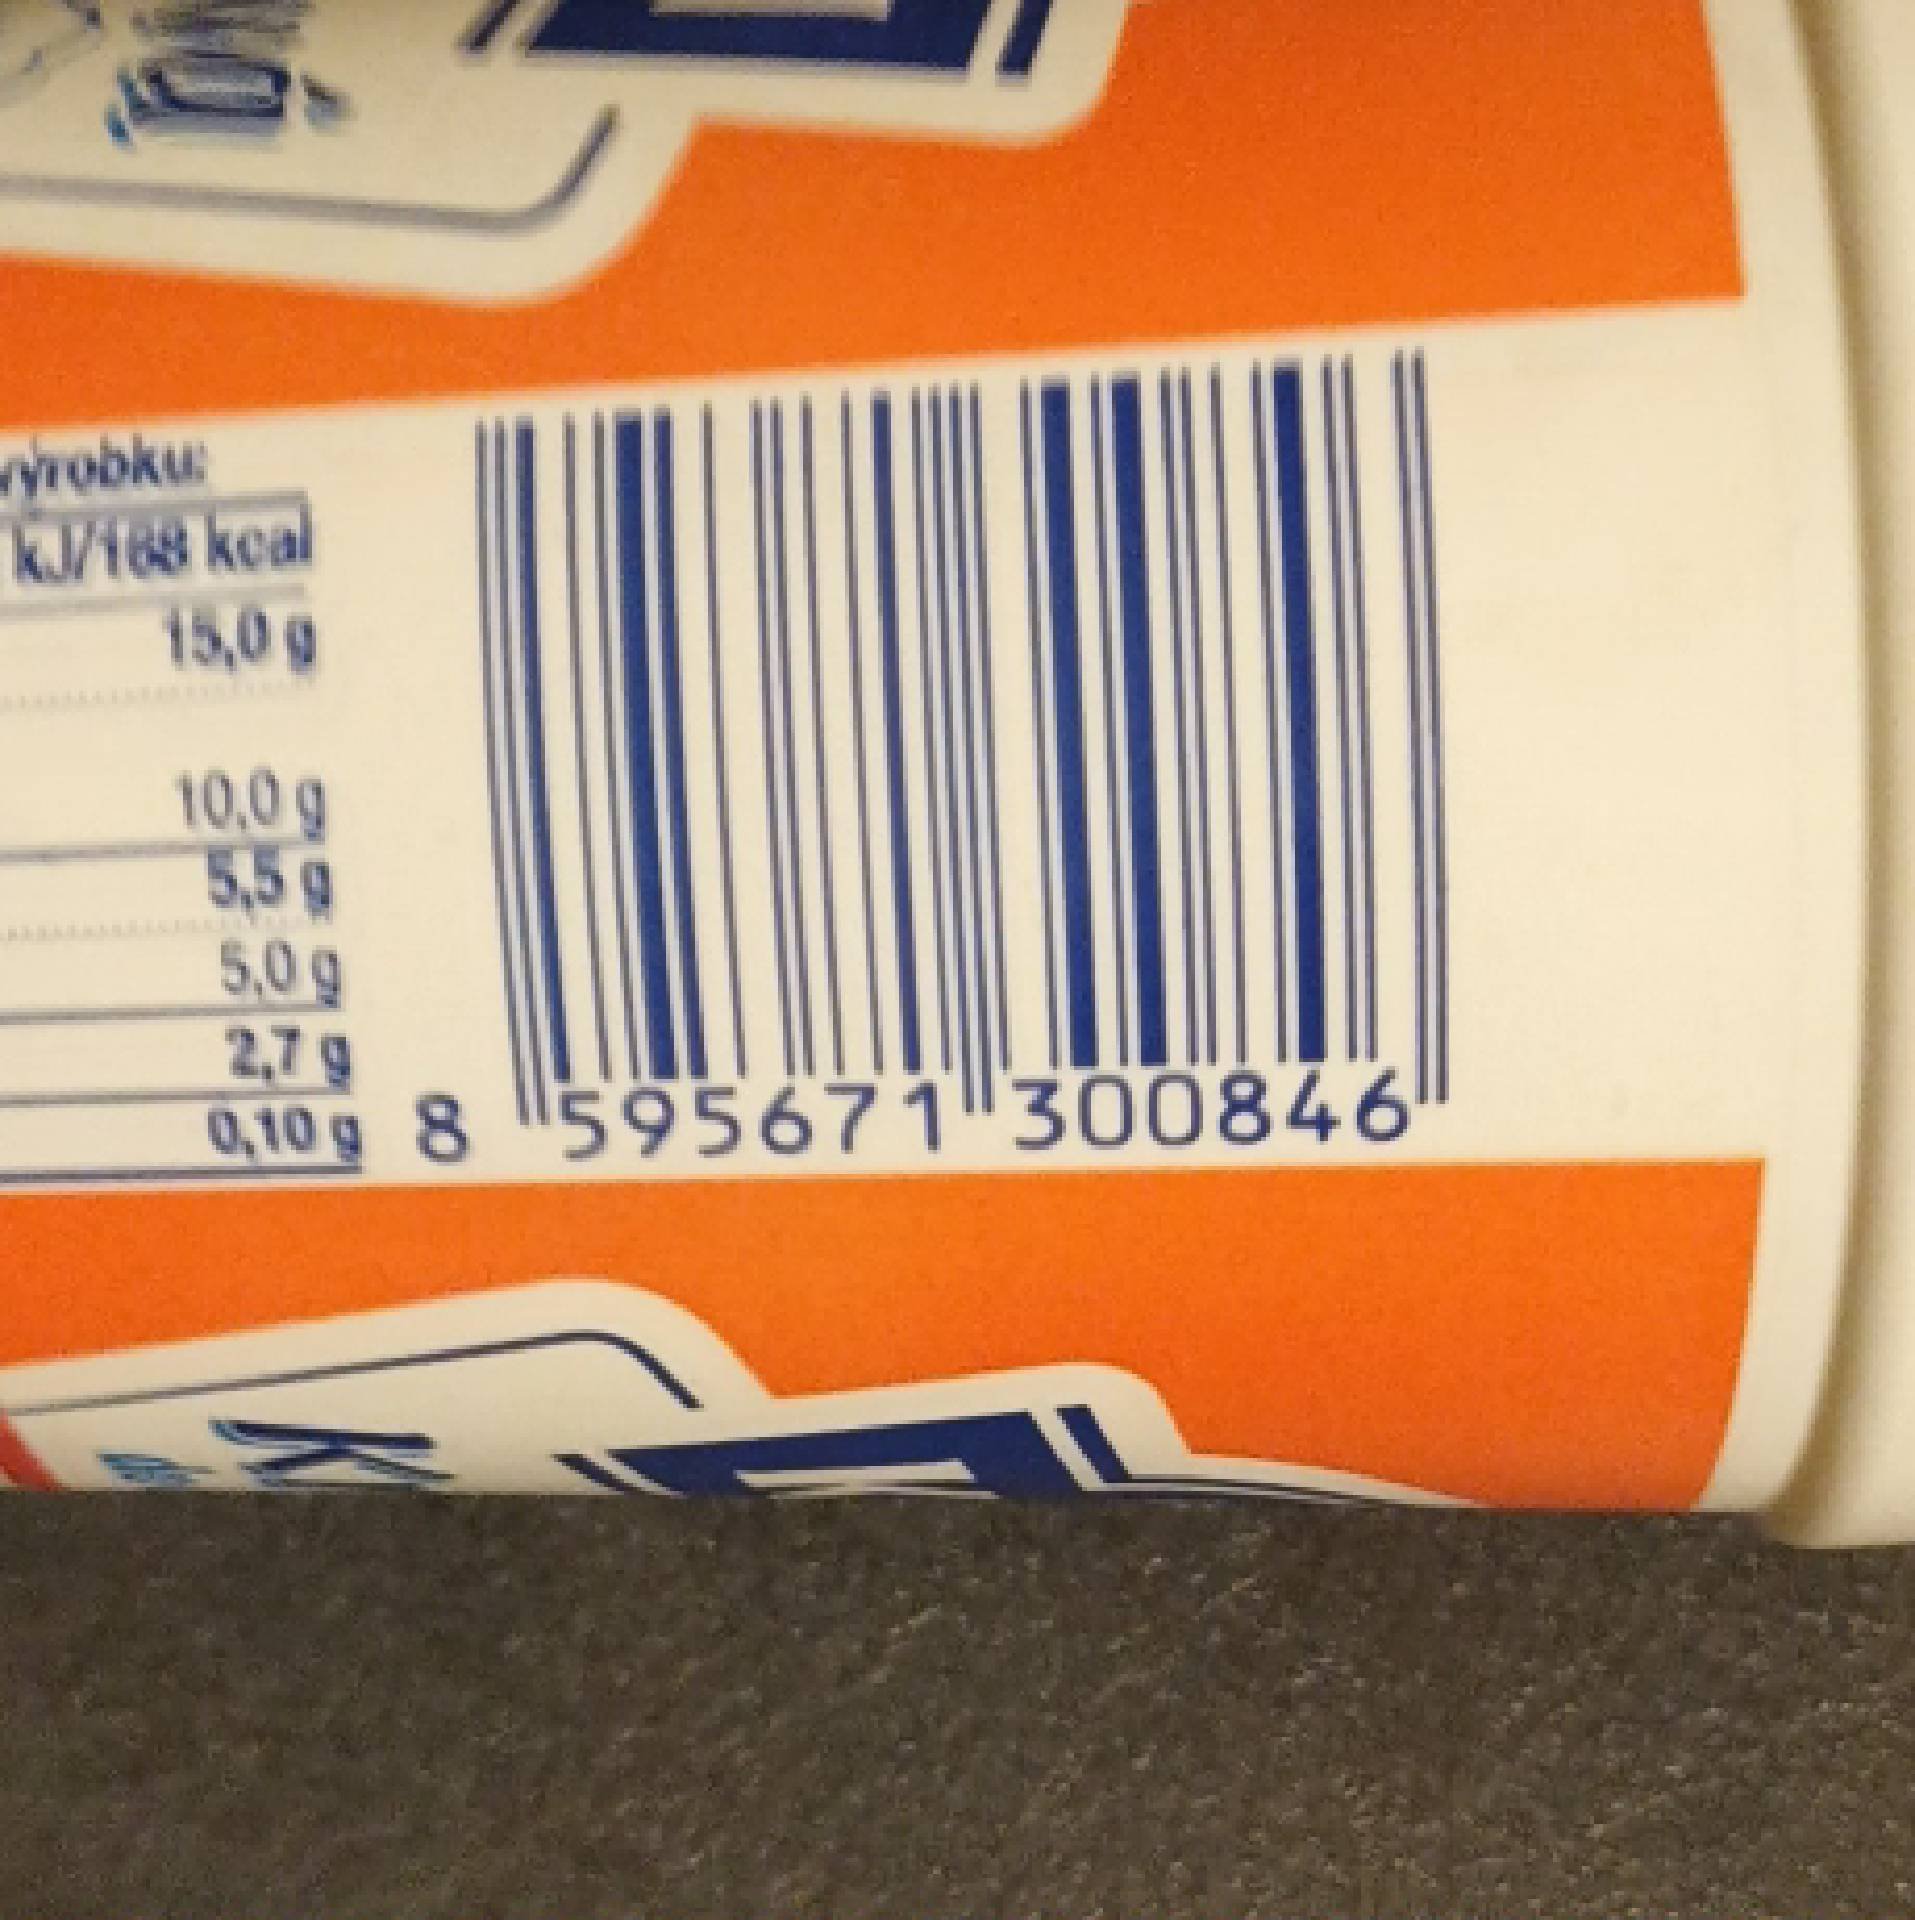 výrobku:
kJ/168 kcal
15,0 g
10,0 g
5,5 g
5,0 g
2,7 g
0,10 g
8 595671 300846